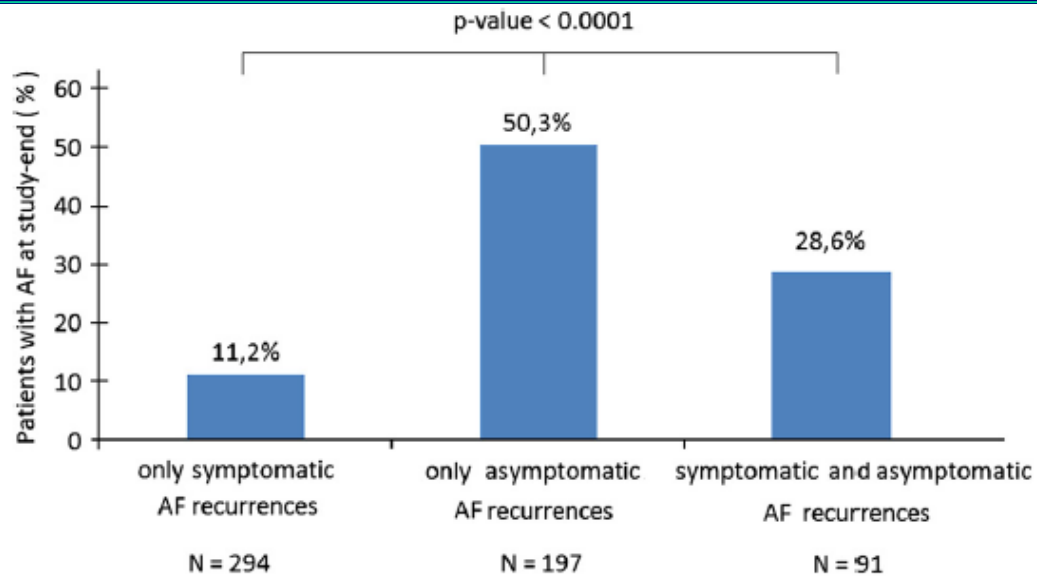 p-value < 0.0001
Patients with AF at study-end ( % )
60
50
40
30
20
10
0
11,2%
50,3%
28,6%
only symptomatic
AF recurrences
N = 294
only asymptomatic
AF recurrences
N = 197
symptomatic and asymptomatic
AF recurrences
N = 91